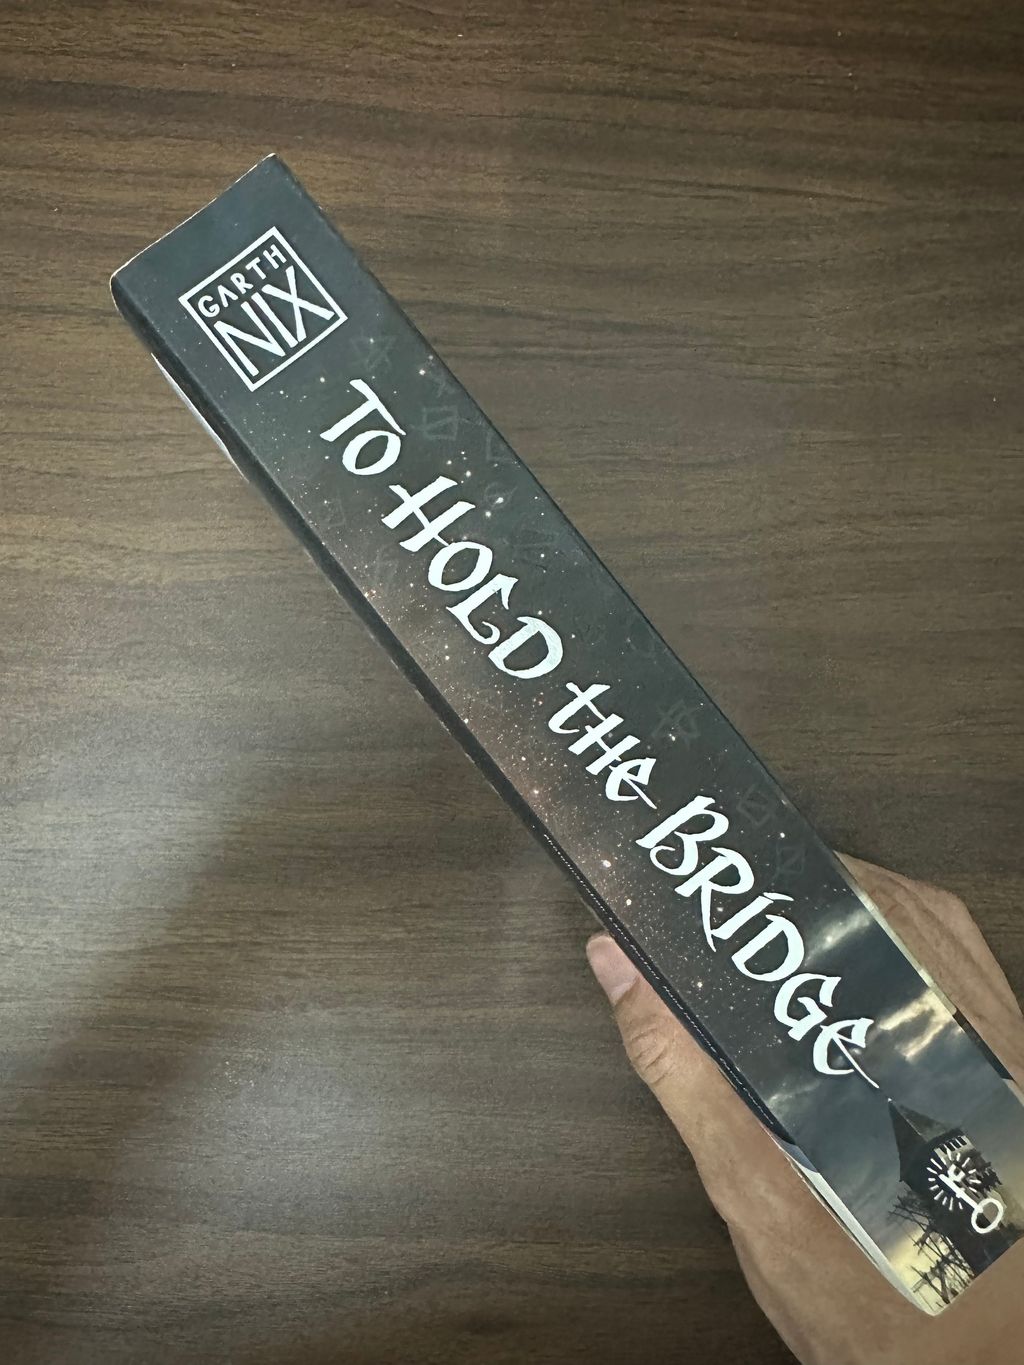 GARTH
NIX
To HOLD tHe BRiDGe